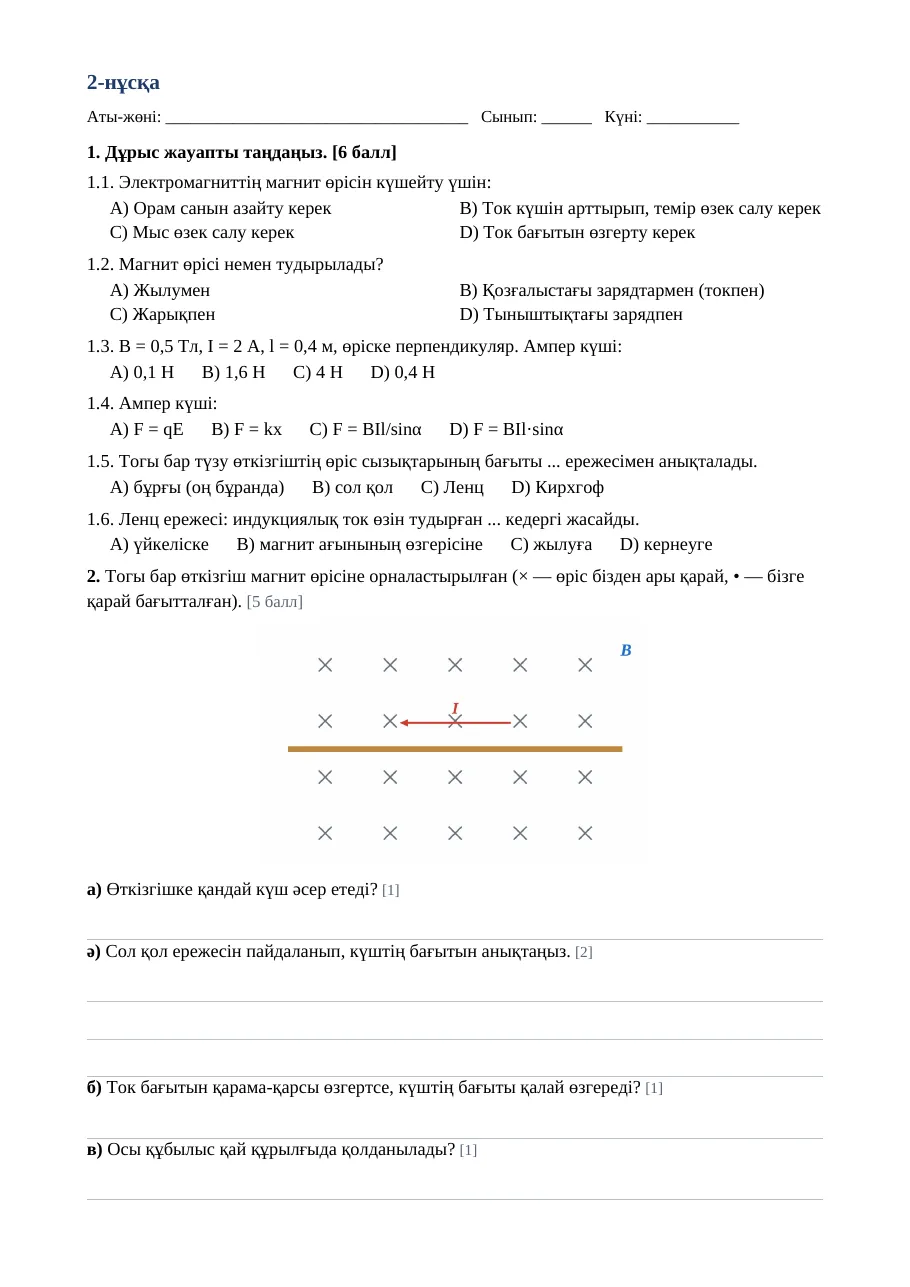 2-нұсқа
Аты-жөні: ____________________________________ Сынып: ______ Күні: ___________
1. Дұрыс жауапты таңдаңыз. [6 балл]
1.1. Электромагниттің магнит өрісін күшейту үшін:
A) Орам санын азайту керек B) Ток күшін арттырып, темір өзек салу керек
C) Мыс өзек салу керек D) Ток бағытын өзгерту керек
1.2. Магнит өрісі немен тудырылады?
A) Жылумен B) Қозғалыстағы зарядтармен (токпен)
C) Жарықпен D) Тыныштықтағы зарядпен
1.3. B = 0,5 Тл, I = 2 А, l = 0,4 м, өріске перпендикуляр. Ампер күші:
A) 0,1 Н B) 1,6 Н C) 4 Н D) 0,4 Н
1.4. Ампер күші:
A) F = qE B) F = kx C) F = BIl/sinα D) F = BIl·sinα
1.5. Тогы бар түзу өткізгіштің өріс сызықтарының бағыты ... ережесімен анықталады.
A) бұрғы (оң бұранда) B) сол қол C) Ленц D) Кирхгоф
1.6. Ленц ережесі: индукциялық ток өзін тудырған ... кедергі жасайды.
A) үйкеліске B) магнит ағынының өзгерісіне C) жылуға D) кернеуге
2. Тогы бар өткізгіш магнит өрісіне орналастырылған (× — өріс бізден ары қарай, • — бізге
қарай бағытталған). [5 балл]
B
I
а) Өткізгішке қандай күш әсер етеді? [1]
ә) Сол қол ережесін пайдаланып, күштің бағытын анықтаңыз. [2]
б) Ток бағытын қарама-қарсы өзгертсе, күштің бағыты қалай өзгереді? [1]
в) Осы құбылыс қай құрылғыда қолданылады? [1]